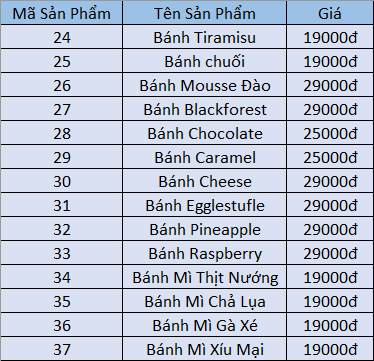 Mã Sản Phẩm Tên Sản Phẩm Giá
24 Bánh Tiramisu 19000đ
25 Bánh chuối 19000đ
26 Bánh Mousse Đào 29000đ
27 Bánh Blackforest 29000đ
28 Bánh Chocolate 25000đ
29 Bánh Caramel 25000đ
30 Bánh Cheese 29000đ
31 Bánh Egglestufle 29000đ
32 Bánh Pineapple 29000đ
33 Bánh Raspberry 29000đ
34 Bánh Mì Thịt Nướng 19000đ
35 Bánh Mì Chả Lụa 19000đ
36 Bánh Mì Gà Xé 19000đ
37 Bánh Mì Xíu Mại 19000đ